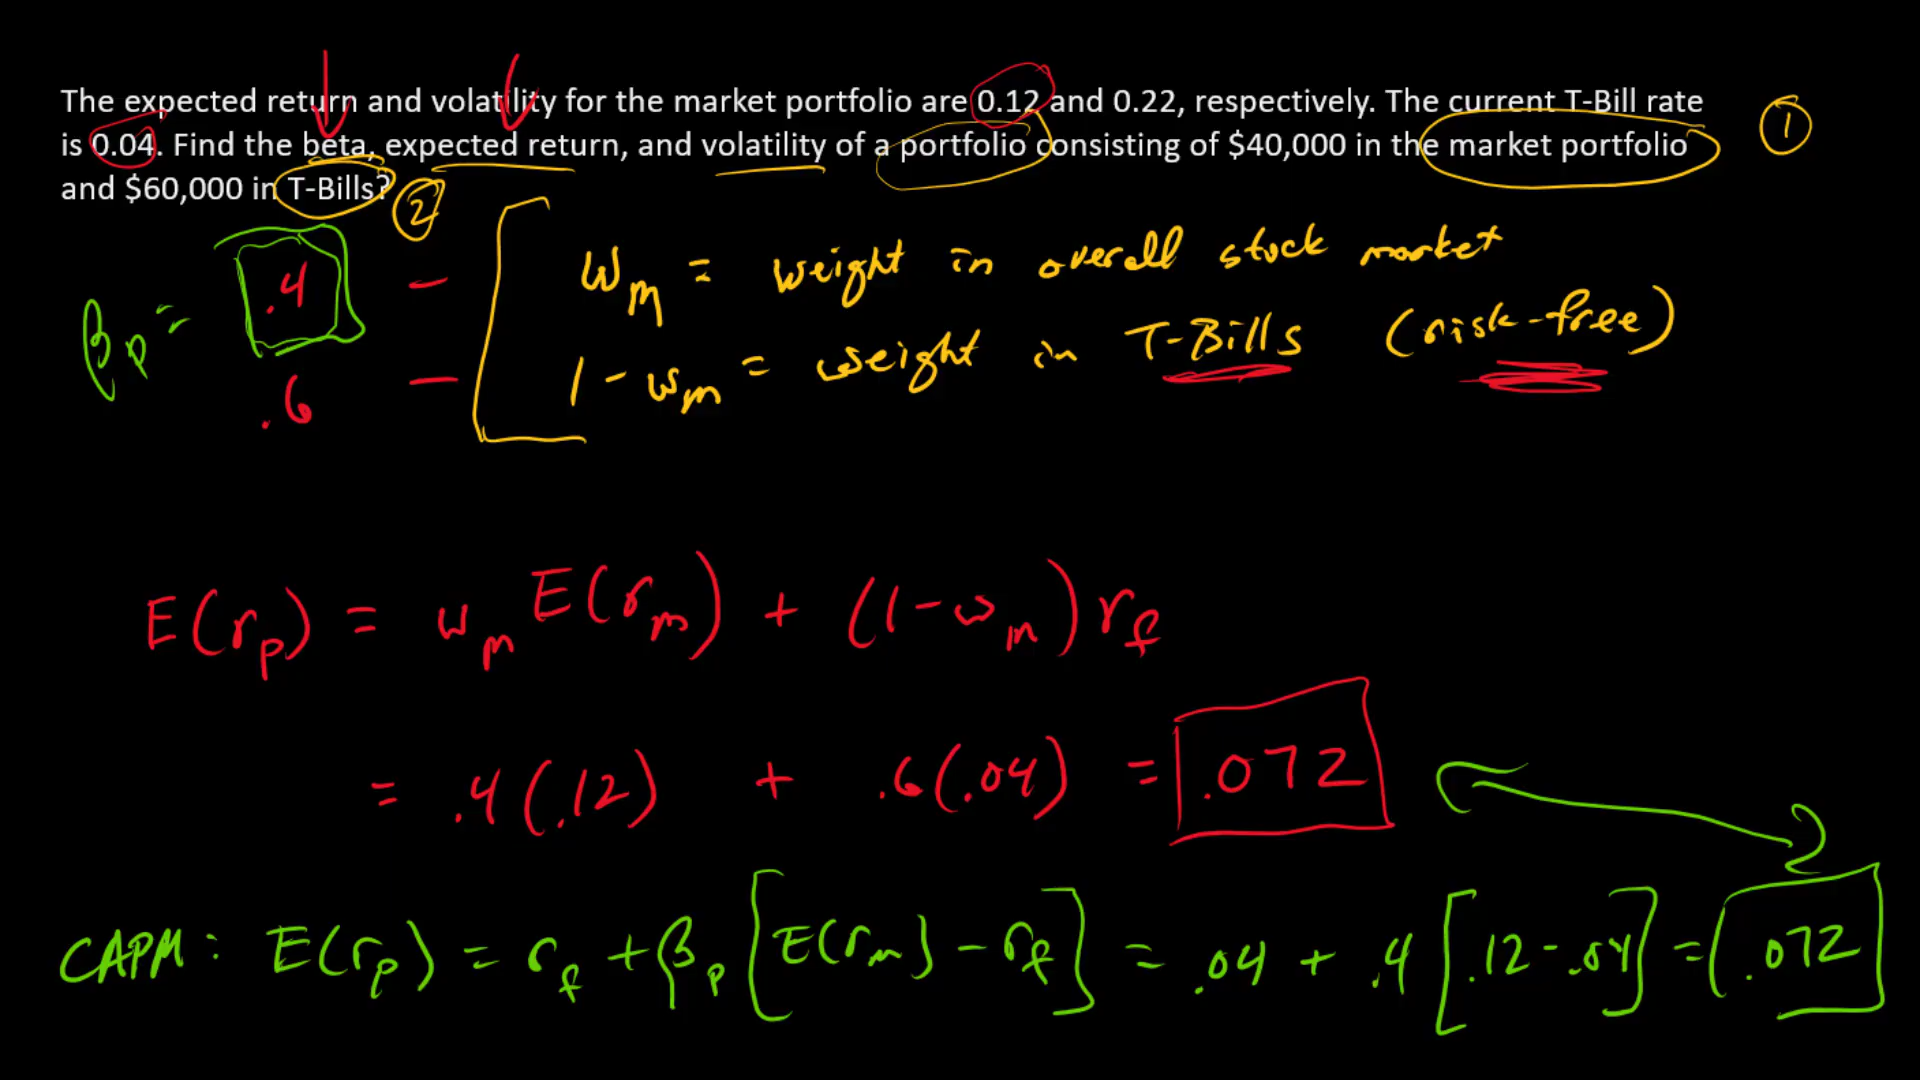 The expected return and volatility for the market portfolio are 0.12 and 0.22, respectively. The current T-Bill rate
is 0.04. Find the beta, expected return, and volatility of a portfolio consisting of $40,000 in the market portfolio
and $60,000 in T-Bills?
1
2
βp = .4 - wm = weight in overall stock market
.6 - 1-wm = weight in T-Bills (risk-free)
E(rp) = wm E(rm) + (1-wm) rf
= .4(.12) + .6(.04) = .072
CAPM: E(rp) = rf + βp [E(rm) - rf] = .04 + .4 [.12-.04] = .072